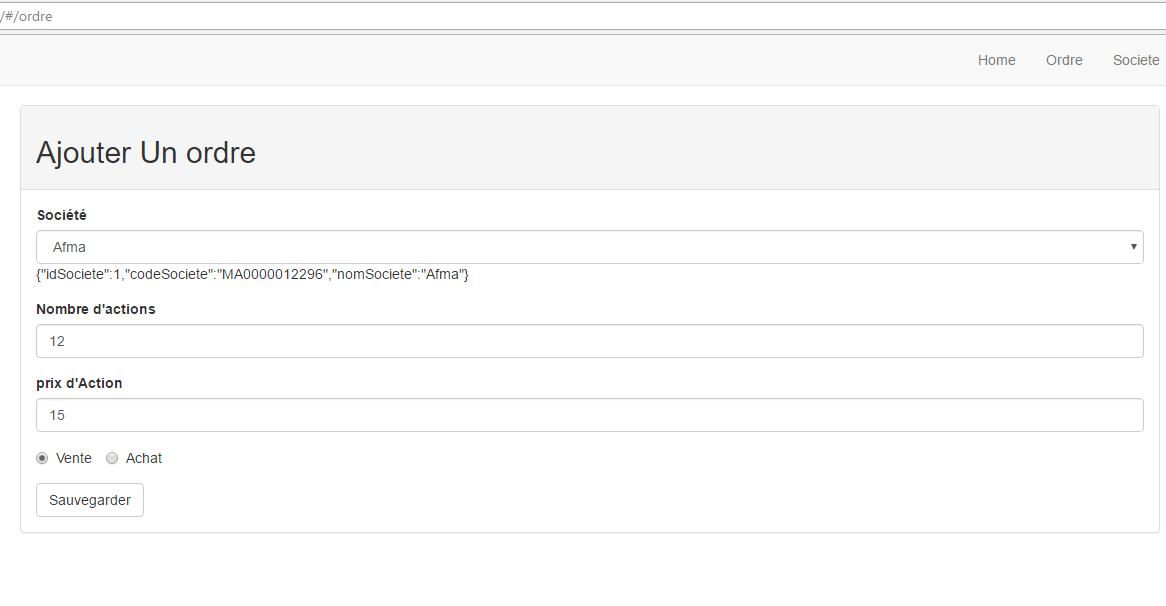 /#/ordre
Home Ordre Societe
Ajouter Un ordre
Société
Afma
{"idSociete":1,"codeSociete":"MA0000012296","nomSociete":"Afma"}
Nombre d'actions
12
prix d'Action
15
Vente Achat
Sauvegarder